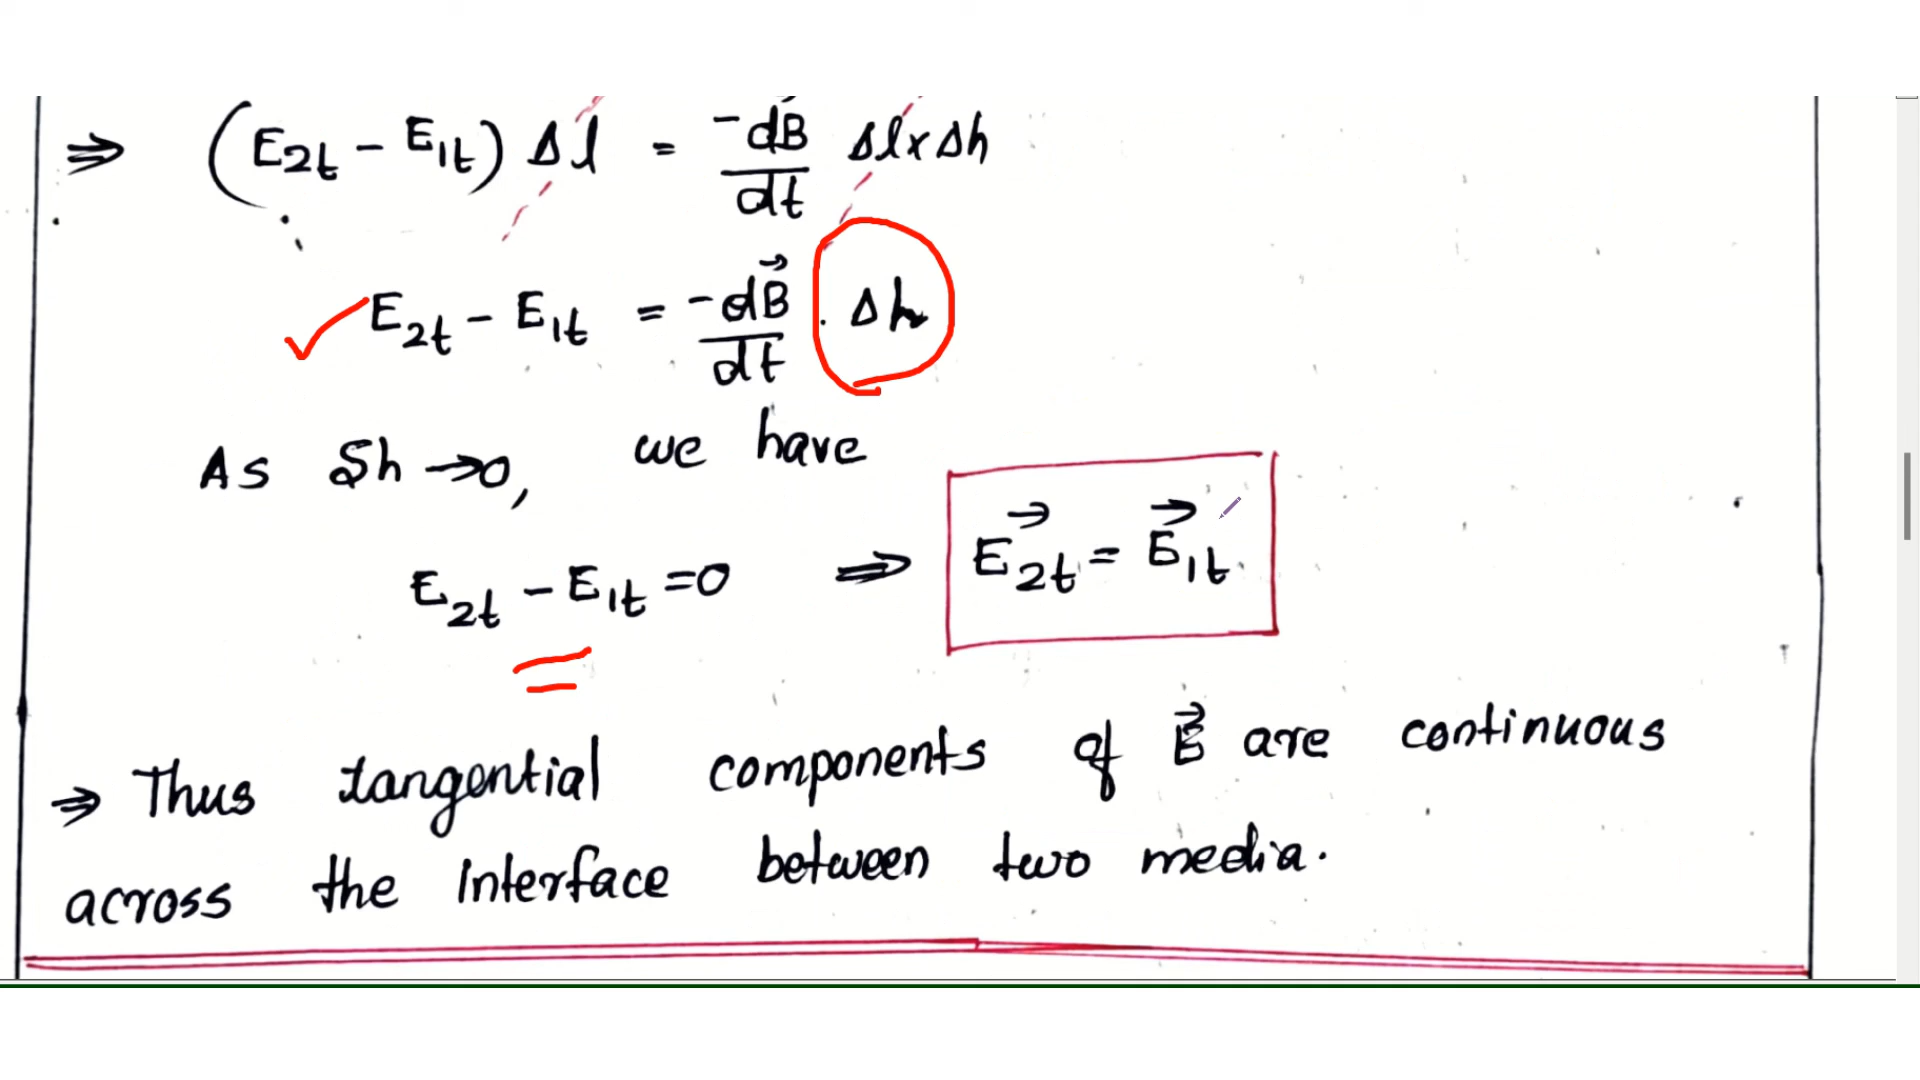 ⇒ (E2t - E1t) Δl = -dB⃗/dt Δl x Δh
E2t - E1t = -dB⃗/dt . Δh
As δh → 0, we have
E2t - E1t = 0 ⇒ E⃗2t = E⃗1t.
⇒ Thus tangential components of E⃗ are continuous
across the interface between two media.